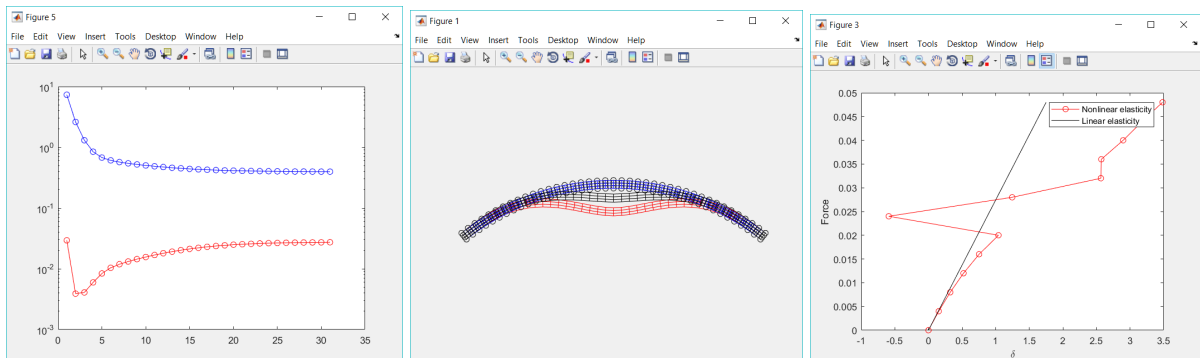 Figure 5
File Edit View Insert Tools Desktop Window Help
10^1
10^0
10^-1
10^-2
10^-3
0 5 10 15 20 25 30 35
Figure 1
File Edit View Insert Tools Desktop Window Help
Figure 3
File Edit View Insert Tools Desktop Window Help
Nonlinear elasticity
Linear elasticity
Force
0.05
0.045
0.04
0.035
0.03
0.025
0.02
0.015
0.01
0.005
0
-1 -0.5 0 0.5 1 1.5 2 2.5 3 3.5
δ